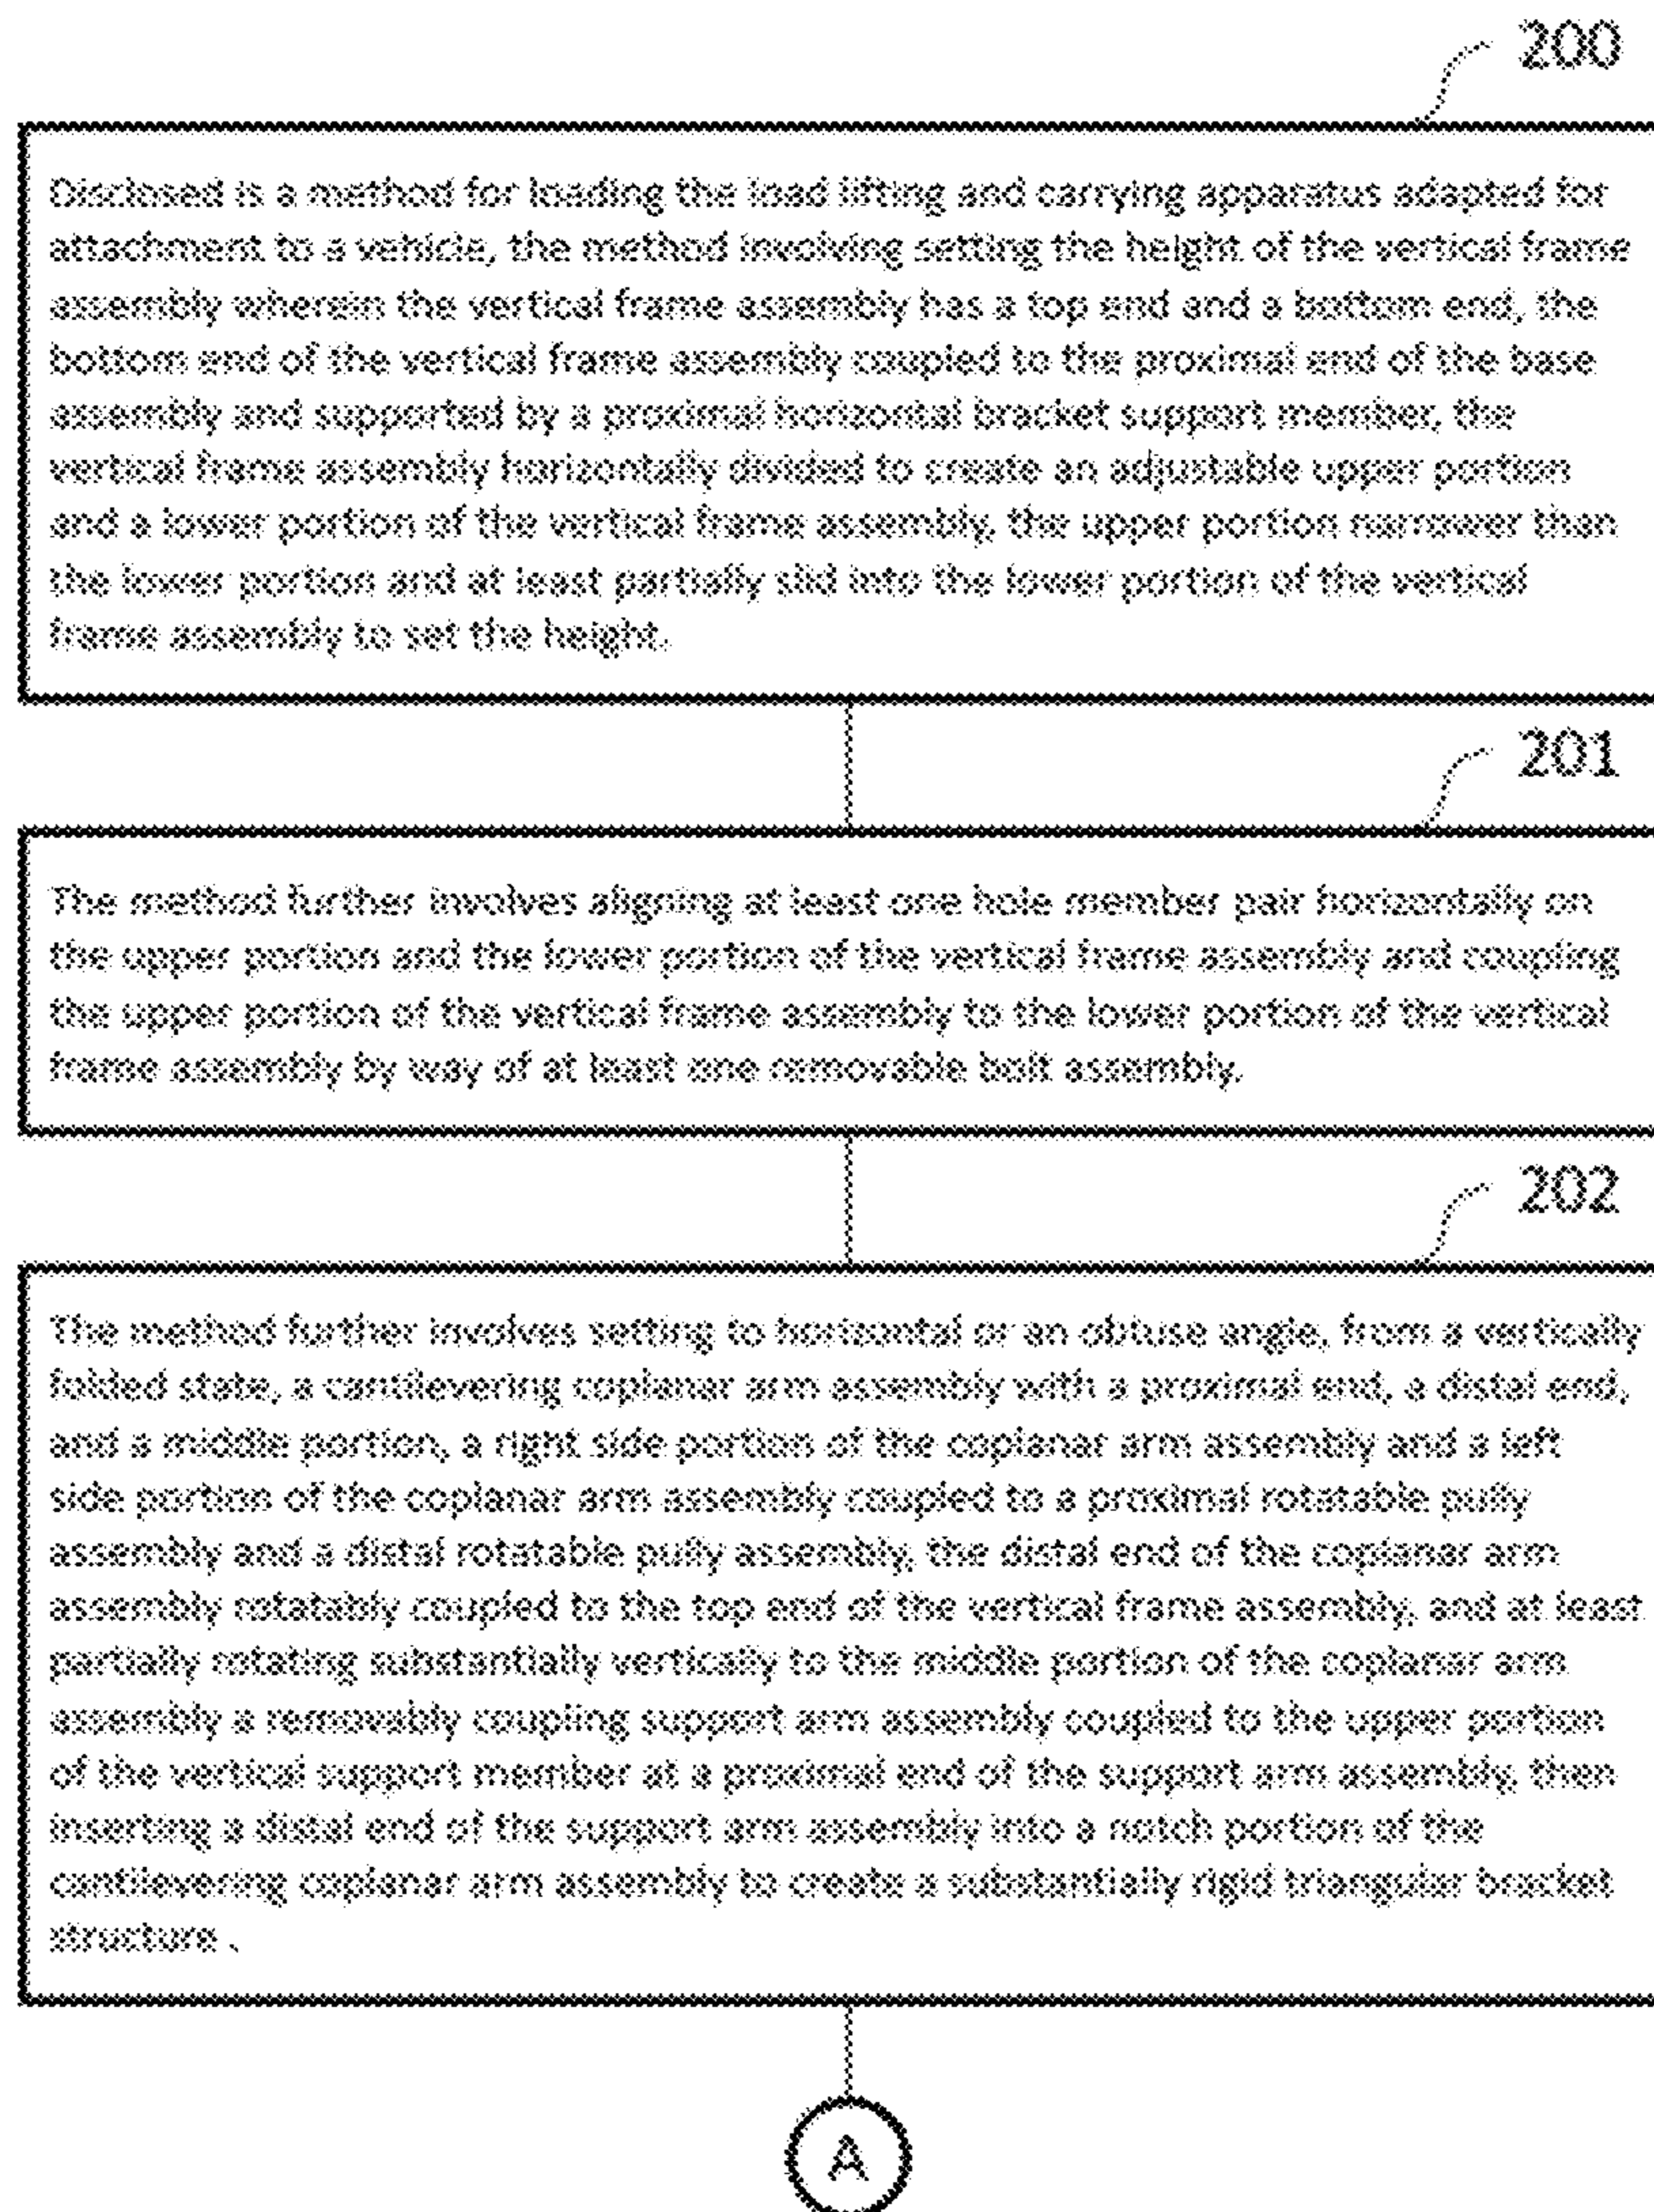 200
Disclosed is a method for loading the load lifting and carrying apparatus adapted for
attachment to a vehicle, the method involving setting the height of the vertical frame
assembly wherein the vertical frame assembly has a top end and a bottom end, the
bottom end of the vertical frame assembly coupled to the proximal end of the base
assembly and supported by a proximal horizontal bracket support member, the
vertical frame assembly horizontally divided to create an adjustable upper portion
and a lower portion of the vertical frame assembly, the upper portion narrower than
the lower portion and at least partially slid into the lower portion of the vertical
frame assembly to set the height.
201
The method further involves aligning at least one hole member pair horizontally on
the upper portion and the lower portion of the vertical frame assembly and coupling
the upper portion of the vertical frame assembly to the lower portion of the vertical
frame assembly by way of at least one removable bolt assembly.
202
The method further involves setting to horizontal or an obtuse angle, from a vertically
folded state, a cantilevering coplanar arm assembly with a proximal end, a distal end,
and a middle portion, a right side portion of the coplanar arm assembly and a left
side portion of the coplanar arm assembly coupled to a proximal rotatable pully
assembly and a distal rotatable pully assembly, the distal end of the coplanar arm
assembly rotatably coupled to the top end of the vertical frame assembly, and at least
partially rotating substantially vertically to the middle portion of the coplanar arm
assembly a removably coupling support arm assembly coupled to the upper portion
of the vertical support member at a proximal end of the support arm assembly, then
inserting a distal end of the support arm assembly into a notch portion of the
cantilevering coplanar arm assembly to create a substantially rigid triangular bracket
structure .
A